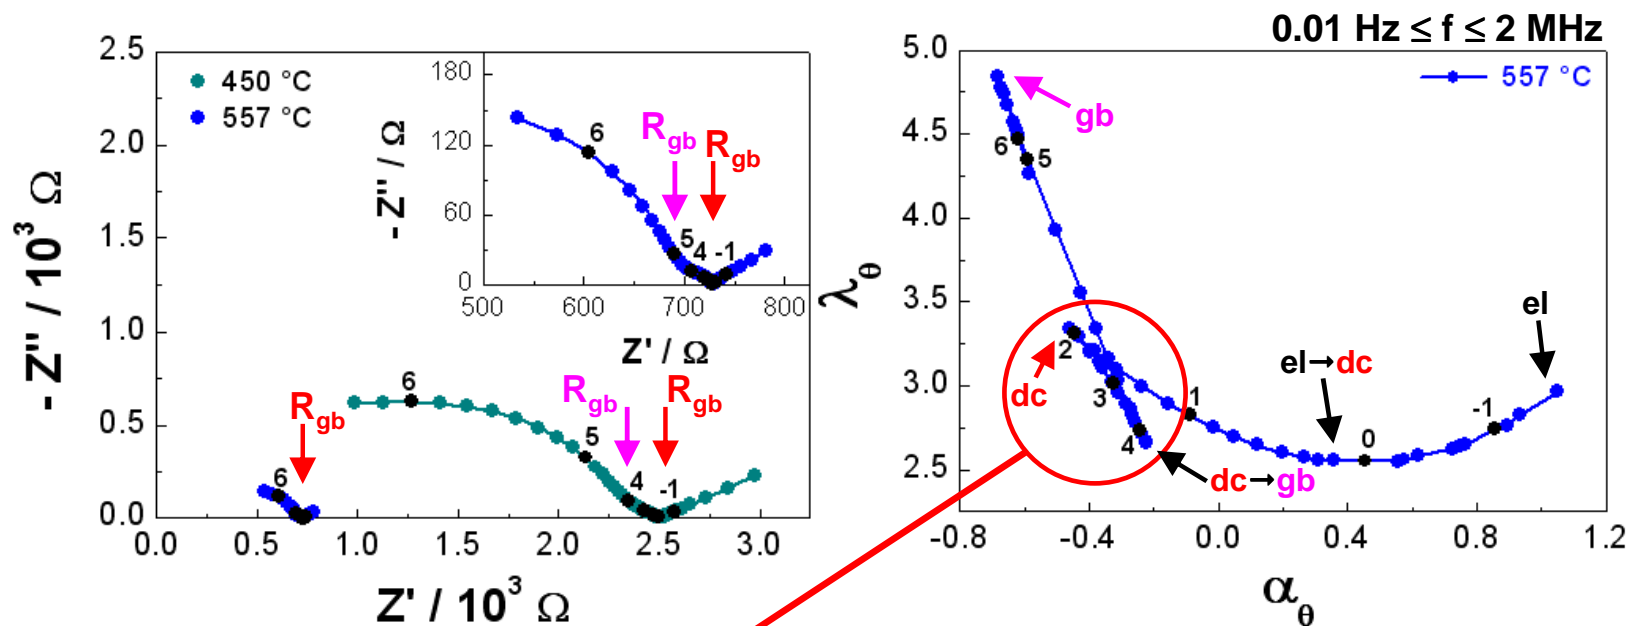 0.01 Hz ≤ f ≤ 2 MHz
2.5
2.0
1.5
1.0
0.5
0.0
- Z'' / 10³ Ω
450 °C
557 °C
0.0 0.5 1.0 1.5 2.0 2.5 3.0
Z' / 10³ Ω
6
R_gb
6
5
R_gb
R_gb
4
-1
180
120
60
0
- Z'' / Ω
6
R_gb
R_gb
5
4
-1
500 600 700 800
Z' / Ω
5.0
4.5
4.0
3.5
3.0
2.5
λ_θ
557 °C
gb
6
5
2
dc
3
4
dc→gb
1
el→dc
0
-1
el
-0.8 -0.4 0.0 0.4 0.8 1.2
α_θ